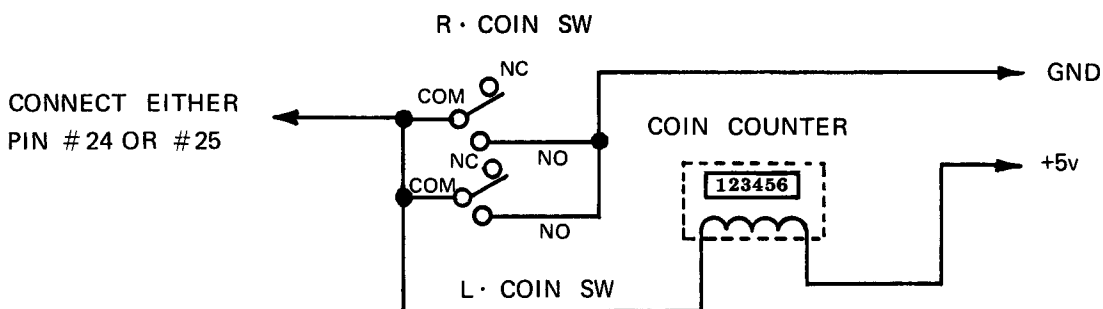 R · COIN SW
NC
COM
GND
CONNECT EITHER
PIN #24 OR #25
COIN COUNTER
NO
NC
+5v
COM
123456
NO
L · COIN SW